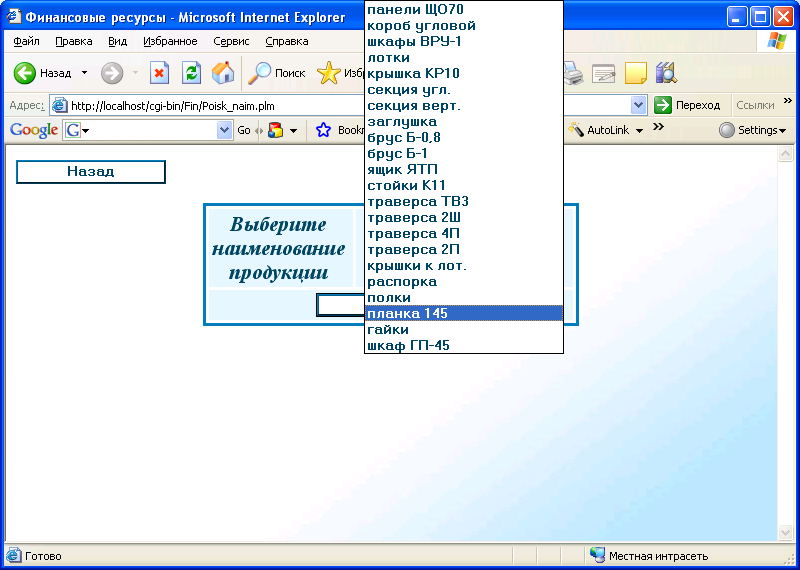 Финансовые ресурсы - Microsoft Internet Explorer
Файл Правка Вид Избранное Сервис Справка
Назад Поиск
Адрес: http://localhost/cgi-bin/Fin/Poisk_naim.plm Переход Ссылки »
Google G Go AutoLink » Settings
Назад
Выберите
наименование
продукции
панели ЩО70
короб угловой
шкафы ВРУ-1
лотки
крышка КР10
секция угл.
секция верт.
заглушка
брус Б-0,8
брус Б-1
ящик ЯТП
стойки К11
траверса ТВ3
траверса 2Ш
траверса 4П
траверса 2П
крышки к лот.
распорка
полки
планка 145
гайки
шкаф ГП-45
Готово Местная интрасеть